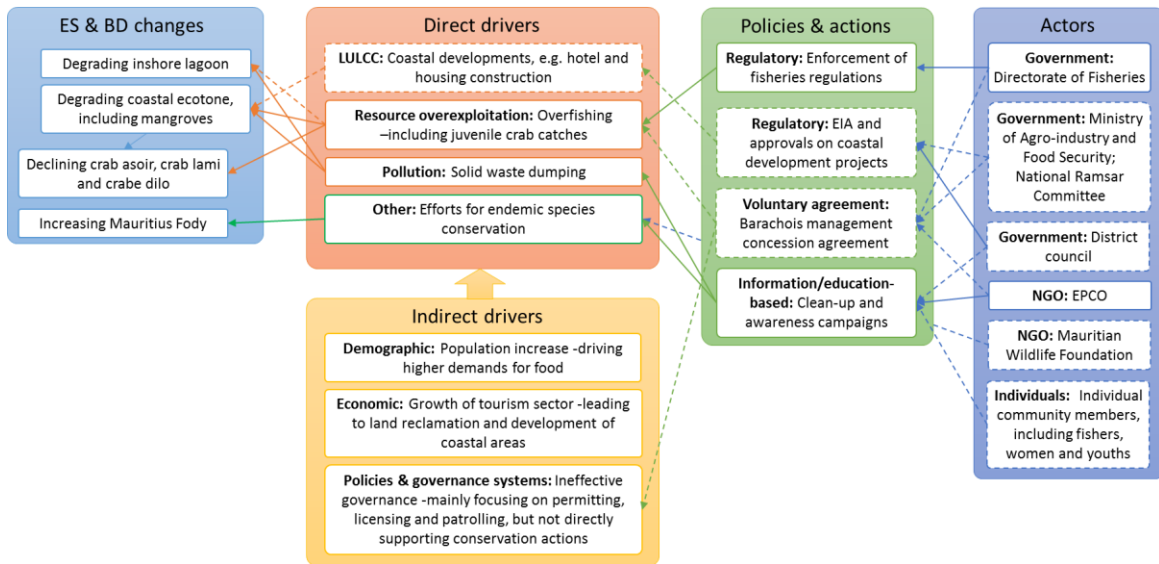 ES & BD changes
Degrading inshore lagoon
Degrading coastal ecotone,
including mangroves
Declining crab asoir, crab lami
and crabe dilo
Increasing Mauritius Fody
Direct drivers
LULCC: Coastal developments, e.g. hotel and
housing construction
Resource overexploitation: Overfishing
–including juvenile crab catches
Pollution: Solid waste dumping
Other: Efforts for endemic species
conservation
Indirect drivers
Demographic: Population increase -driving
higher demands for food
Economic: Growth of tourism sector -leading
to land reclamation and development of
coastal areas
Policies & governance systems: Ineffective
governance -mainly focusing on permitting,
licensing and patrolling, but not directly
supporting conservation actions
Policies & actions
Regulatory: Enforcement of
fisheries regulations
Regulatory: EIA and
approvals on coastal
development projects
Voluntary agreement:
Barachois management
concession agreement
Information/education-
based: Clean-up and
awareness campaigns
Actors
Government:
Directorate of Fisheries
Government: Ministry
of Agro-industry and
Food Security;
National Ramsar
Committee
Government: District
council
NGO: EPCO
NGO: Mauritian
Wildlife Foundation
Individuals: Individual
community members,
including fishers,
women and youths